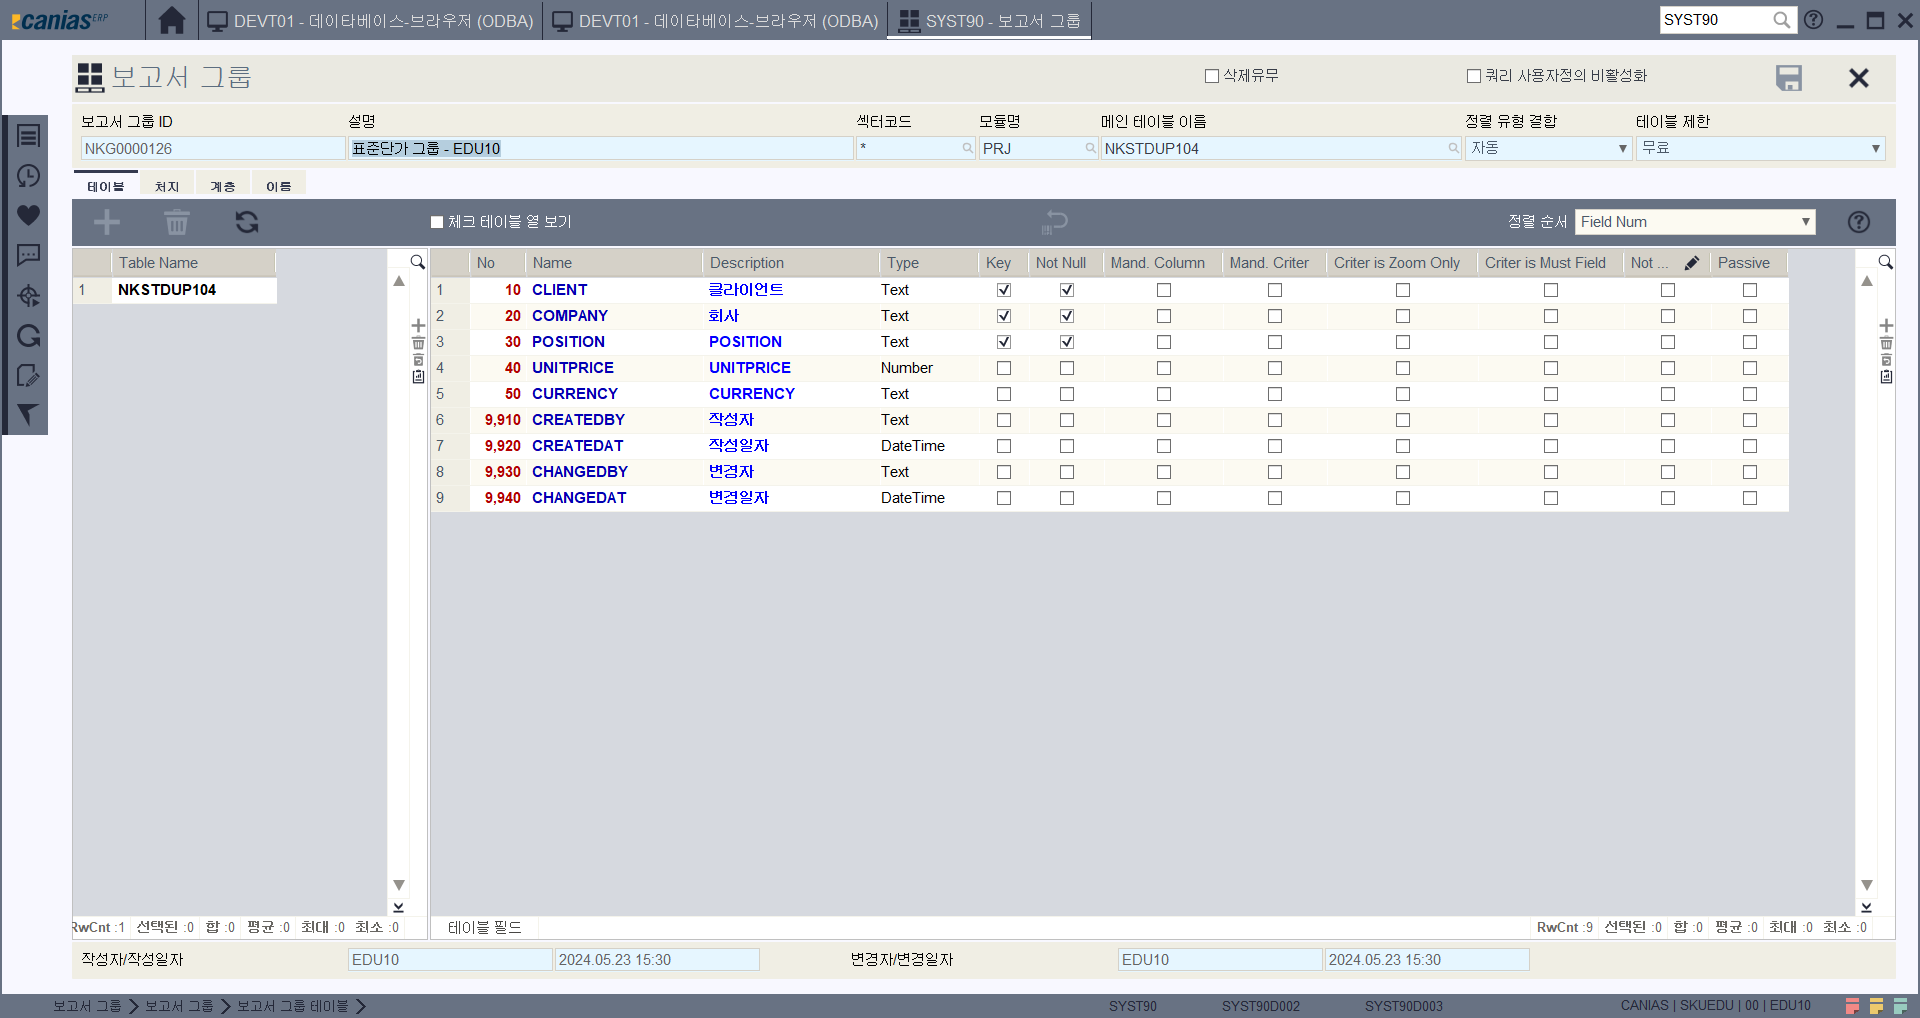 canias ERP
DEVT01 - 데이타베이스-브라우저 (ODBA)
DEVT01 - 데이타베이스-브라우저 (ODBA)
SYST90 - 보고서 그룹
SYST90
보고서 그룹
삭제유무
쿼리 사용자정의 비활성화
보고서 그룹 ID
설명
섹터코드
모듈명
메인 테이블 이름
정렬 유형 결합
테이블 제한
NKG0000126
표준단가 그룹 - EDU10
*
PRJ
NKSTDUP104
자동
무료
테이블
처지
계층
이름
체크 테이블 열 보기
정렬 순서
Field Num
Table Name
1 NKSTDUP104
No Name Description Type Key Not Null Mand. Column Mand. Criter Criter is Zoom Only Criter is Must Field Not ... Passive
1 10 CLIENT 클라이언트 Text
2 20 COMPANY 회사 Text
3 30 POSITION POSITION Text
4 40 UNITPRICE UNITPRICE Number
5 50 CURRENCY CURRENCY Text
6 9,910 CREATEDBY 작성자 Text
7 9,920 CREATEDAT 작성일자 DateTime
8 9,930 CHANGEDBY 변경자 Text
9 9,940 CHANGEDAT 변경일자 DateTime
RwCnt :1 선택된 :0 합 :0 평균 :0 최대 :0 최소 :0
테이블 필드
RwCnt :9 선택된 :0 합 :0 평균 :0 최대 :0 최소 :0
작성자/작성일자
EDU10
2024.05.23 15:30
변경자/변경일자
EDU10
2024.05.23 15:30
보고서 그룹
보고서 그룹
보고서 그룹 테이블
SYST90
SYST90D002
SYST90D003
CANIAS | SKUEDU | 00 | EDU10